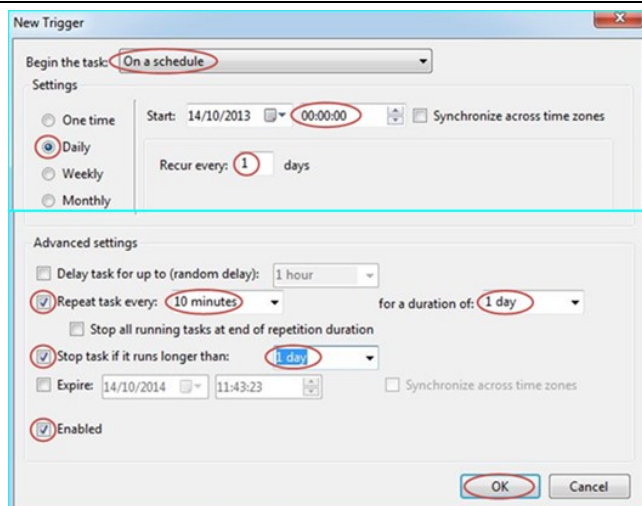 New Trigger
Begin the task: On a schedule
Settings
One time
Start: 14/10/2013 00:00:00 Synchronize across time zones
Daily
Recur every: 1 days
Weekly
Monthly
Advanced settings
Delay task for up to (random delay): 1 hour
Repeat task every: 10 minutes for a duration of: 1 day
Stop all running tasks at end of repetition duration
Stop task if it runs longer than: 1 day
Expire: 14/10/2014 11:43:23 Synchronize across time zones
Enabled
OK Cancel